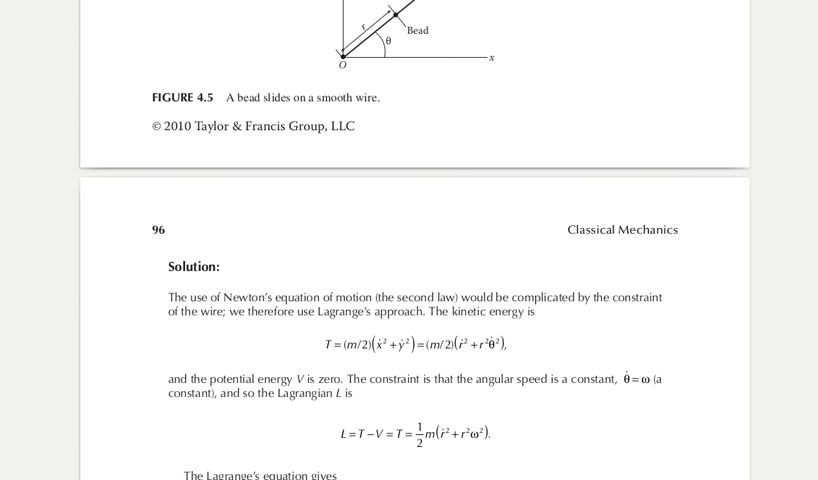 r
Bead
θ
x
O
FIGURE 4.5 A bead slides on a smooth wire.
© 2010 Taylor & Francis Group, LLC
96 Classical Mechanics
Solution:
The use of Newton's equation of motion (the second law) would be complicated by the constraint
of the wire; we therefore use Lagrange's approach. The kinetic energy is
T = (m/2)(ẋ² + ẏ²) = (m/2)(ṙ² + r²θ̇²),
and the potential energy V is zero. The constraint is that the angular speed is a constant, θ̇ = ω (a
constant), and so the Lagrangian L is
L = T − V = T = 1/2 m(ṙ² + r²ω²).
The Lagrange's equation gives